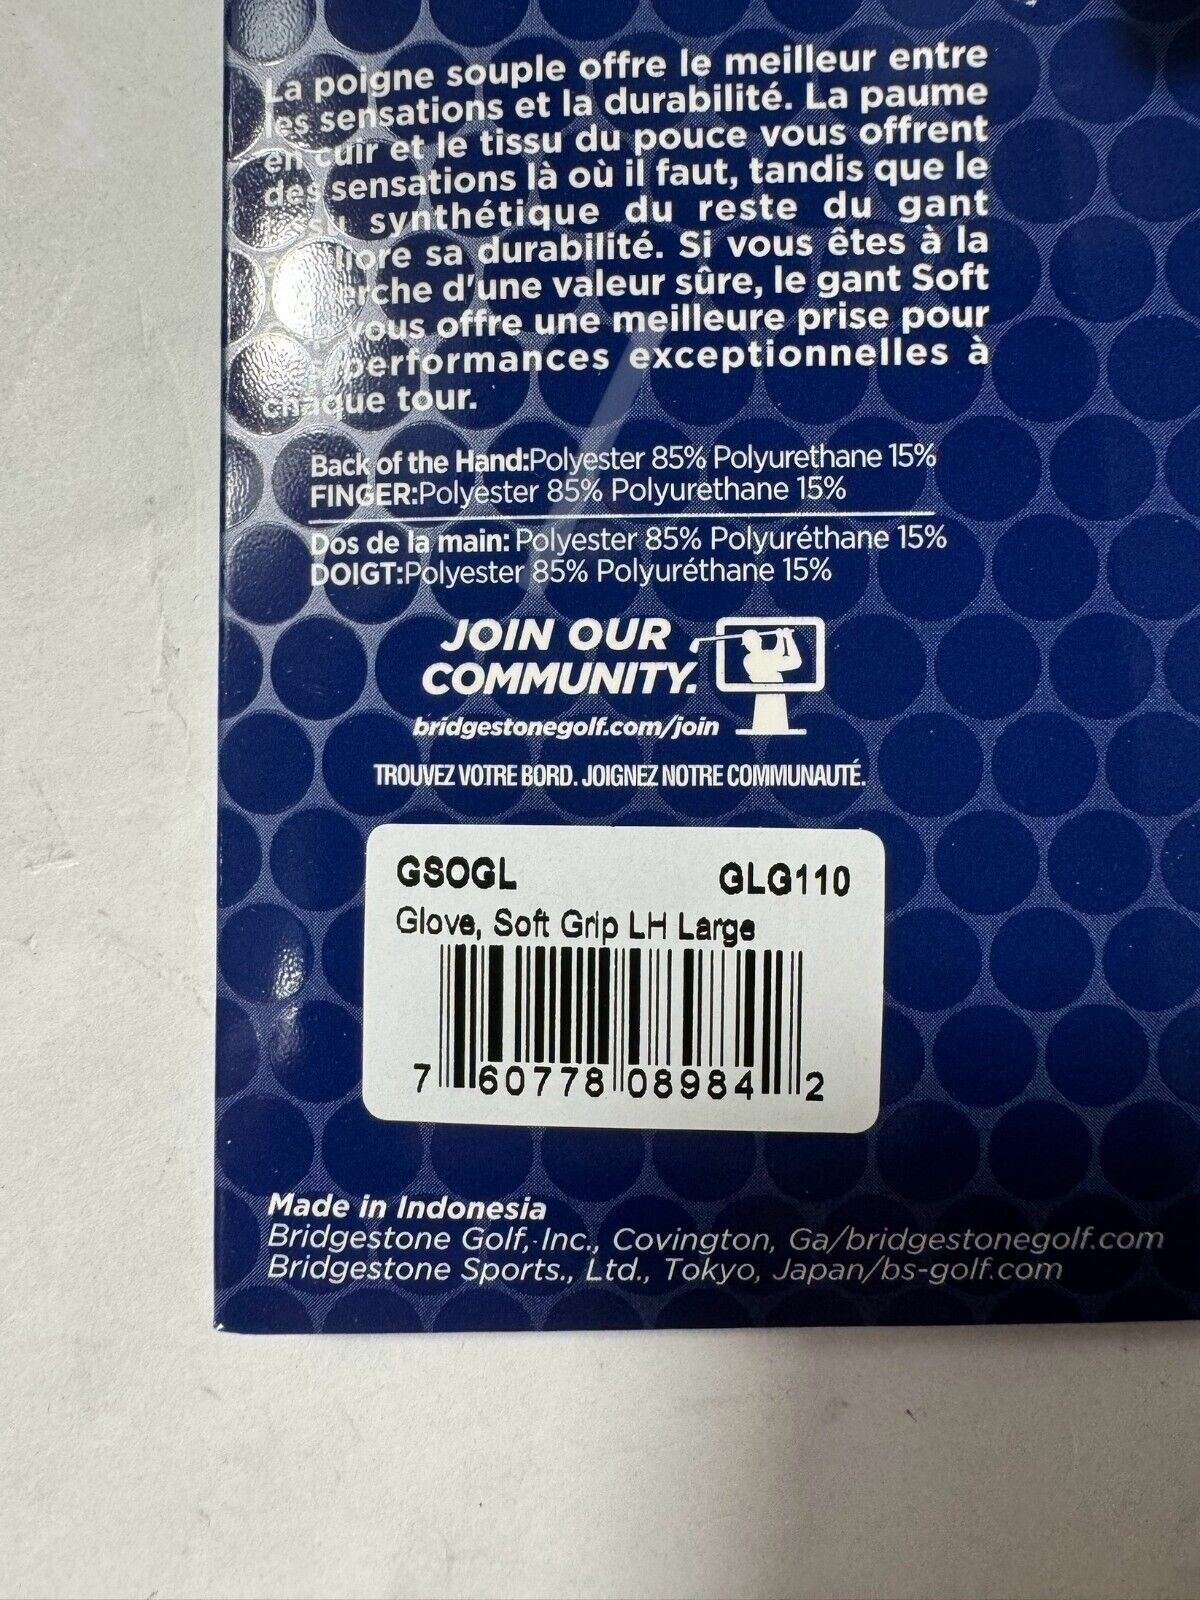 La poigne souple offre le meilleur entre
les sensations et la durabilité. La paume
en cuir et le tissu du pouce vous offrent
des sensations là où il faut, tandis que le
synthétique du reste du gant
sa durabilité. Si vous êtes à la
d'une valeur sûre, le gant Soft
vous offre une meilleure prise pour
performances exceptionnelles à
chaque tour.
Back of the Hand:Polyester 85% Polyurethane 15%
FINGER:Polyester 85% Polyurethane 15%
Dos de la main: Polyester 85% Polyuréthane 15%
DOIGT:Polyester 85% Polyuréthane 15%
JOIN OUR
COMMUNITY.
bridgestonegolf.com/join
TROUVEZ VOTRE BORD. JOIGNEZ NOTRE COMMUNAUTÉ.
GSOGL GLG110
Glove, Soft Grip LH Large
7 60778 08984 2
Made in Indonesia
Bridgestone Golf, Inc., Covington, Ga/bridgestonegolf.com
Bridgestone Sports., Ltd., Tokyo, Japan/bs-golf.com